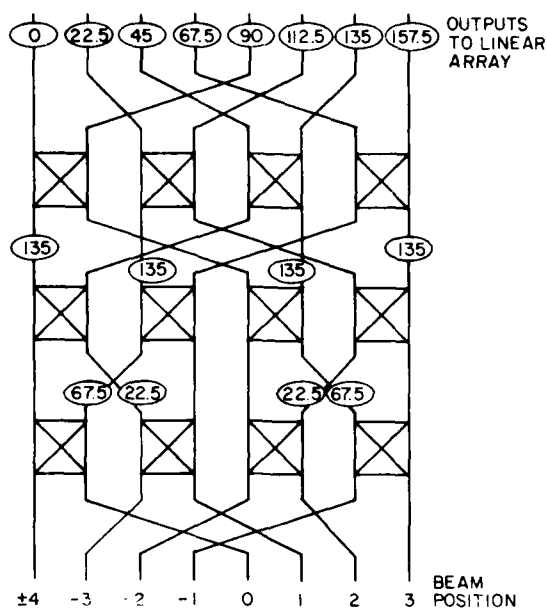 0 22.5 45 67.5 90 112.5 135 157.5
OUTPUTS
TO LINEAR
ARRAY
135 135
135 135
67.5 22.5 22.5 67.5
±4 -3 -2 -1 0 1 2 3
BEAM
POSITION